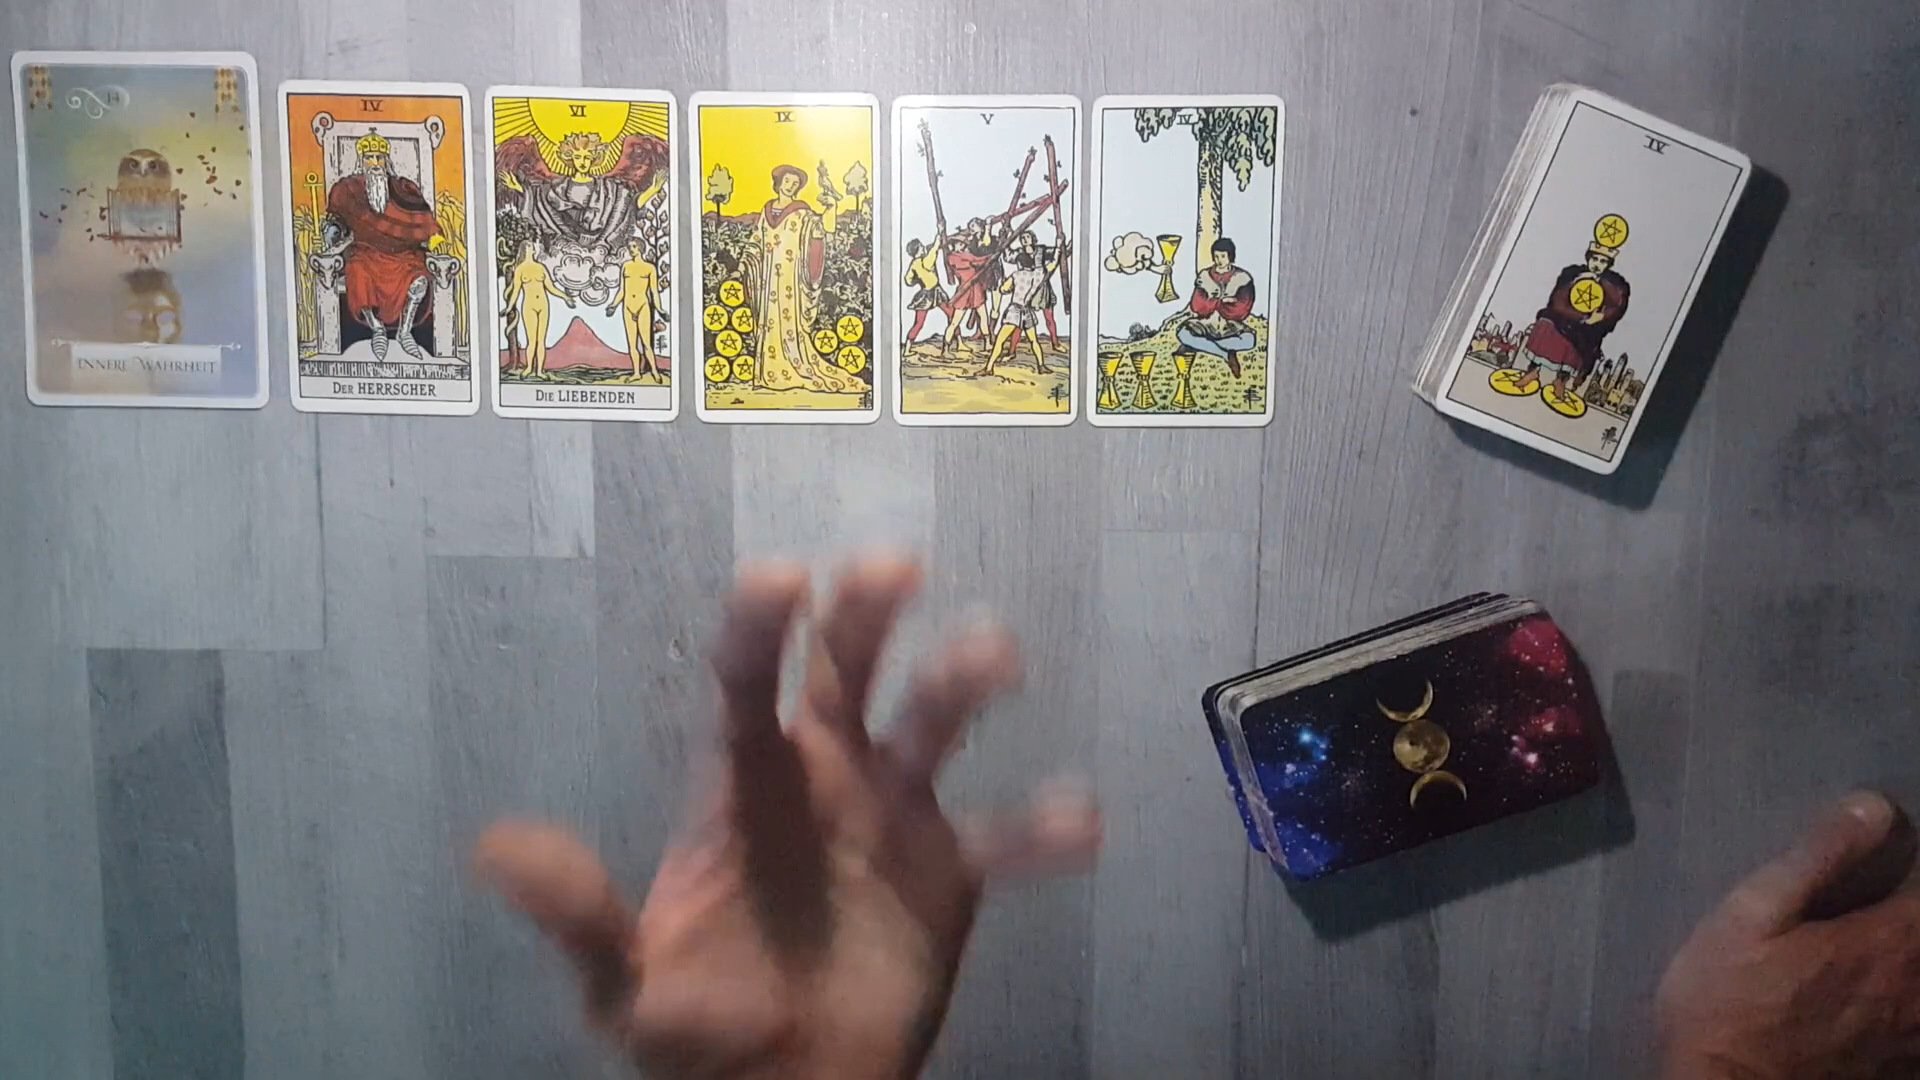 14
INNERE WAHRHEIT
IV
DER HERRSCHER
VI
DIE LIEBENDEN
IX
V
IV
IV